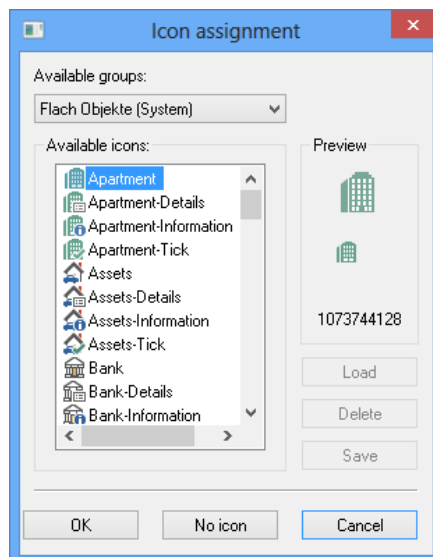 Icon assignment
Available groups:
Flach Objekte (System)
Available icons:
Apartment
Apartment-Details
Apartment-Information
Apartment-Tick
Assets
Assets-Details
Assets-Information
Assets-Tick
Bank
Bank-Details
Bank-Information
Preview
1073744128
Load
Delete
Save
OK
No icon
Cancel